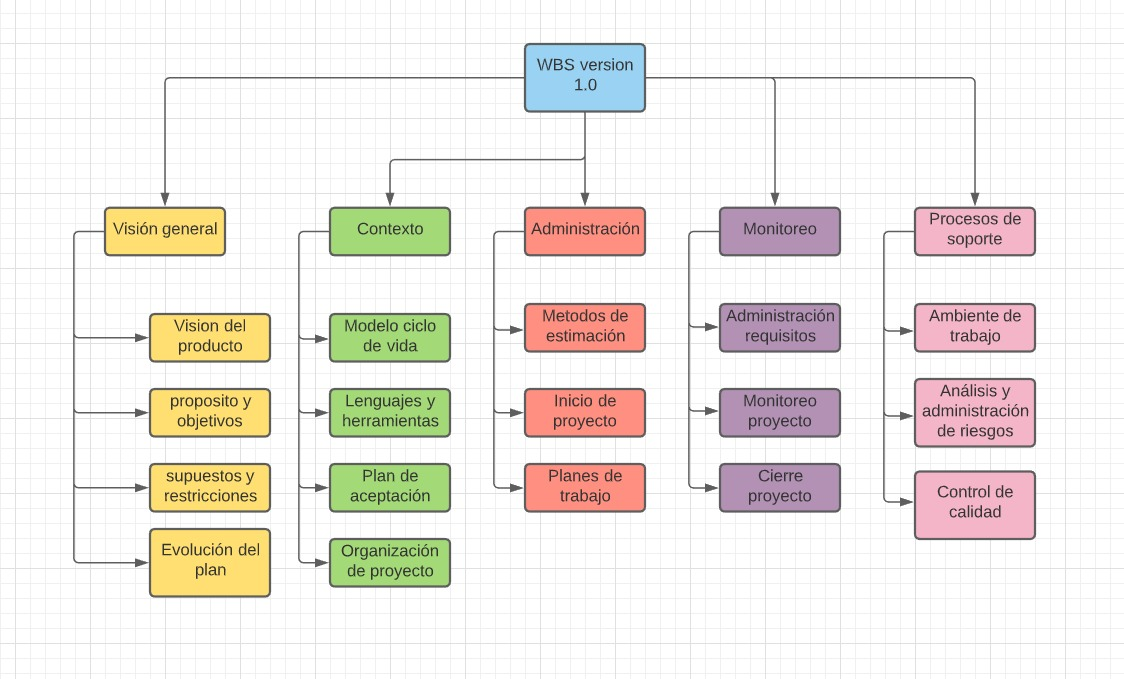 WBS version
1.0
Visión general
Contexto
Administración
Monitoreo
Procesos de
soporte
Vision del
producto
propositо y
objetivos
supuestos y
restricciones
Evolución del
plan
Modelo ciclo
de vida
Lenguajes y
herramientas
Plan de
aceptación
Organización
de proyecto
Metodos de
estimación
Inicio de
proyecto
Planes de
trabajo
Administración
requisitos
Monitoreo
proyecto
Cierre
proyecto
Ambiente de
trabajo
Análisis y
administración
de riesgos
Control de
calidad